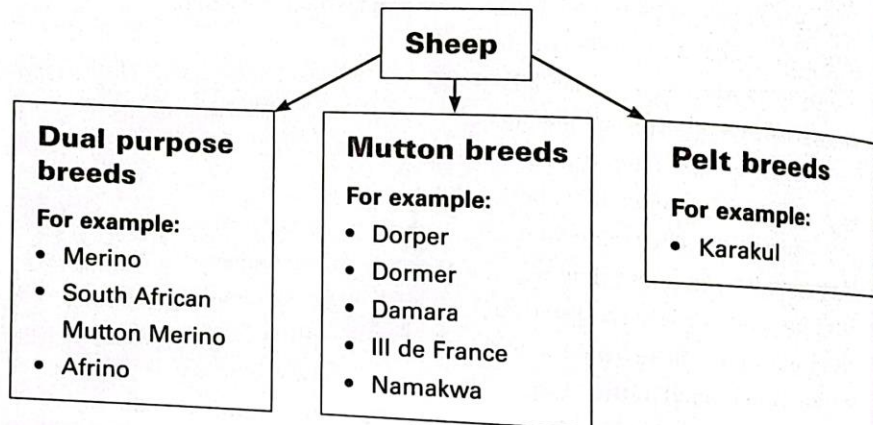 Sheep
Dual purpose
breeds
For example:
• Merino
• South African
Mutton Merino
• Afrino
Mutton breeds
For example:
• Dorper
• Dormer
• Damara
• Ill de France
• Namakwa
Pelt breeds
For example:
• Karakul